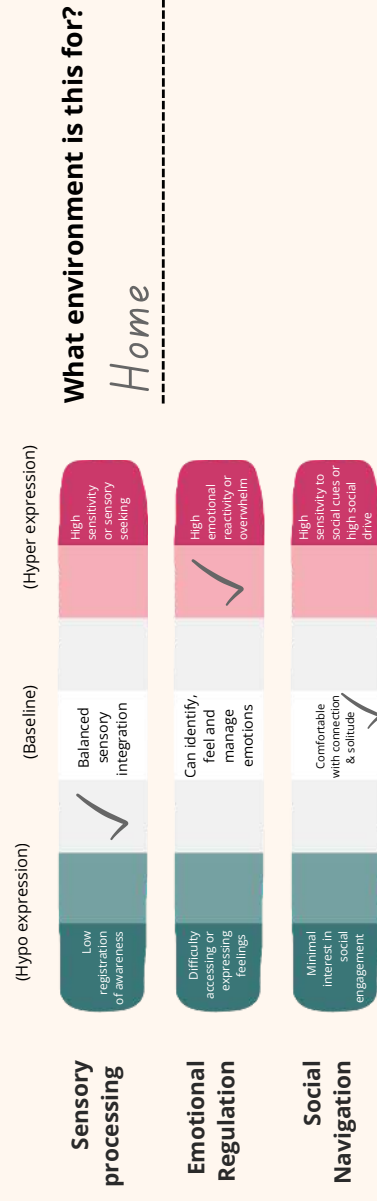 What environment is this for?
Home
(Hypo expression)
(Baseline)
(Hyper expression)
Sensory
processing
Low
registration
of awareness
Balanced
sensory
integration
High
sensitivity
or sensory
seeking
Emotional
Regulation
Difficulty
accessing or
expressing
feelings
Can identify,
feel and
manage
emotions
High
emotional
reactivity or
overwhelm
Social
Navigation
Minimal
interest in
social
engagement
Comfortable
with connection
& solitude
High
sensitvity to
social cues or
high social
drive